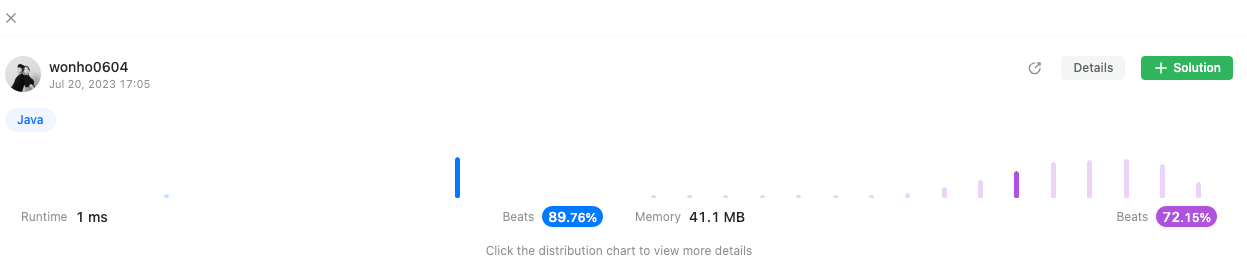 wonho0604
Jul 20, 2023 17:05
Details
Solution
Java
Runtime 1 ms
Beats 89.76%
Memory 41.1 MB
Beats 72.15%
Click the distribution chart to view more details